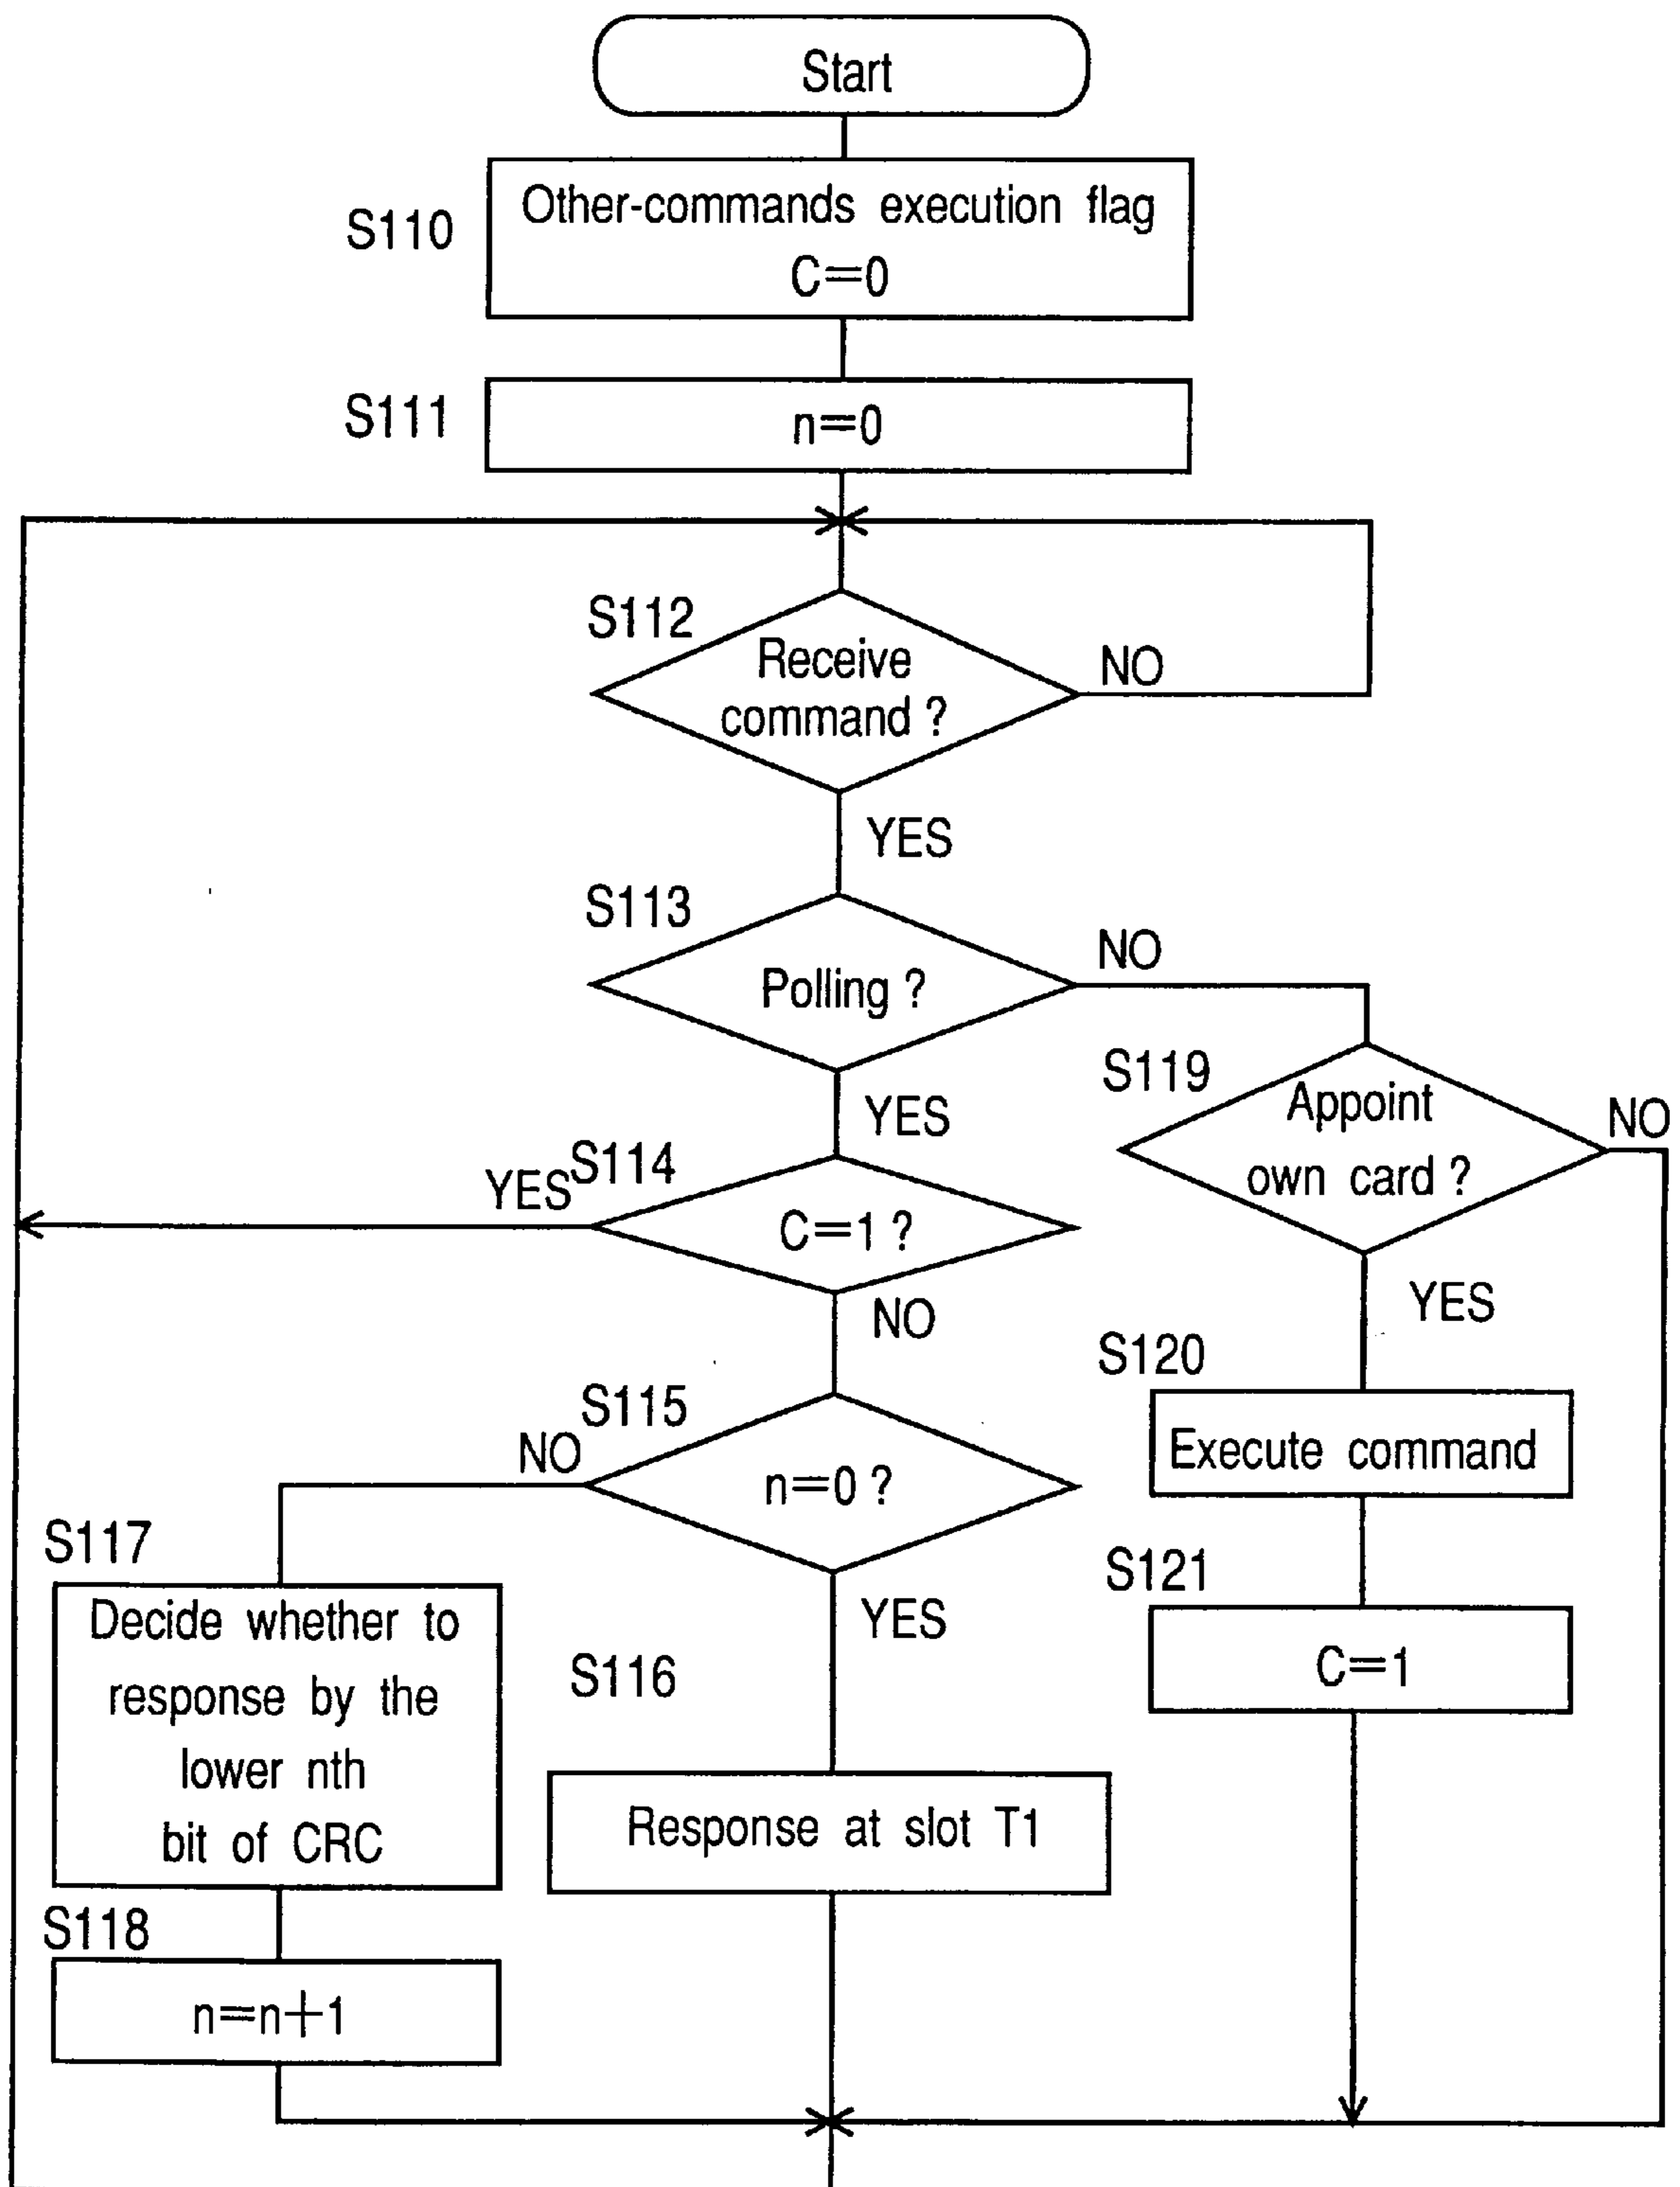 Start
S110
Other-commands execution flag
C=0
S111
n=0
S112
Receive
command ?
NO
YES
S113
Polling ?
NO
YES
S119
Appoint
own card ?
NO
YES
S114
YES
C=1 ?
NO
S120
Execute command
S115
NO
n=0 ?
YES
S121
C=1
S117
Decide whether to
response by the
lower nth
bit of CRC
S116
Response at slot T1
S118
n=n+1